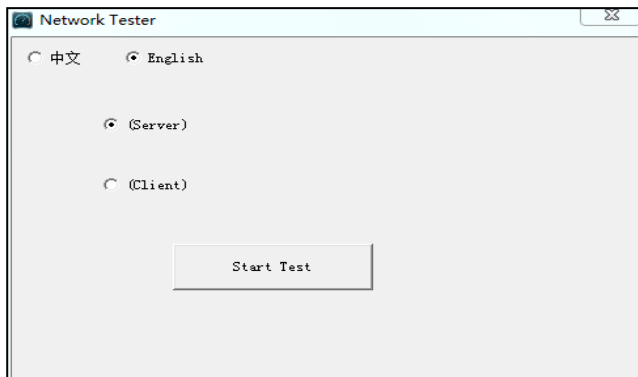 Network Tester
中文 English
(Server)
(Client)
Start Test